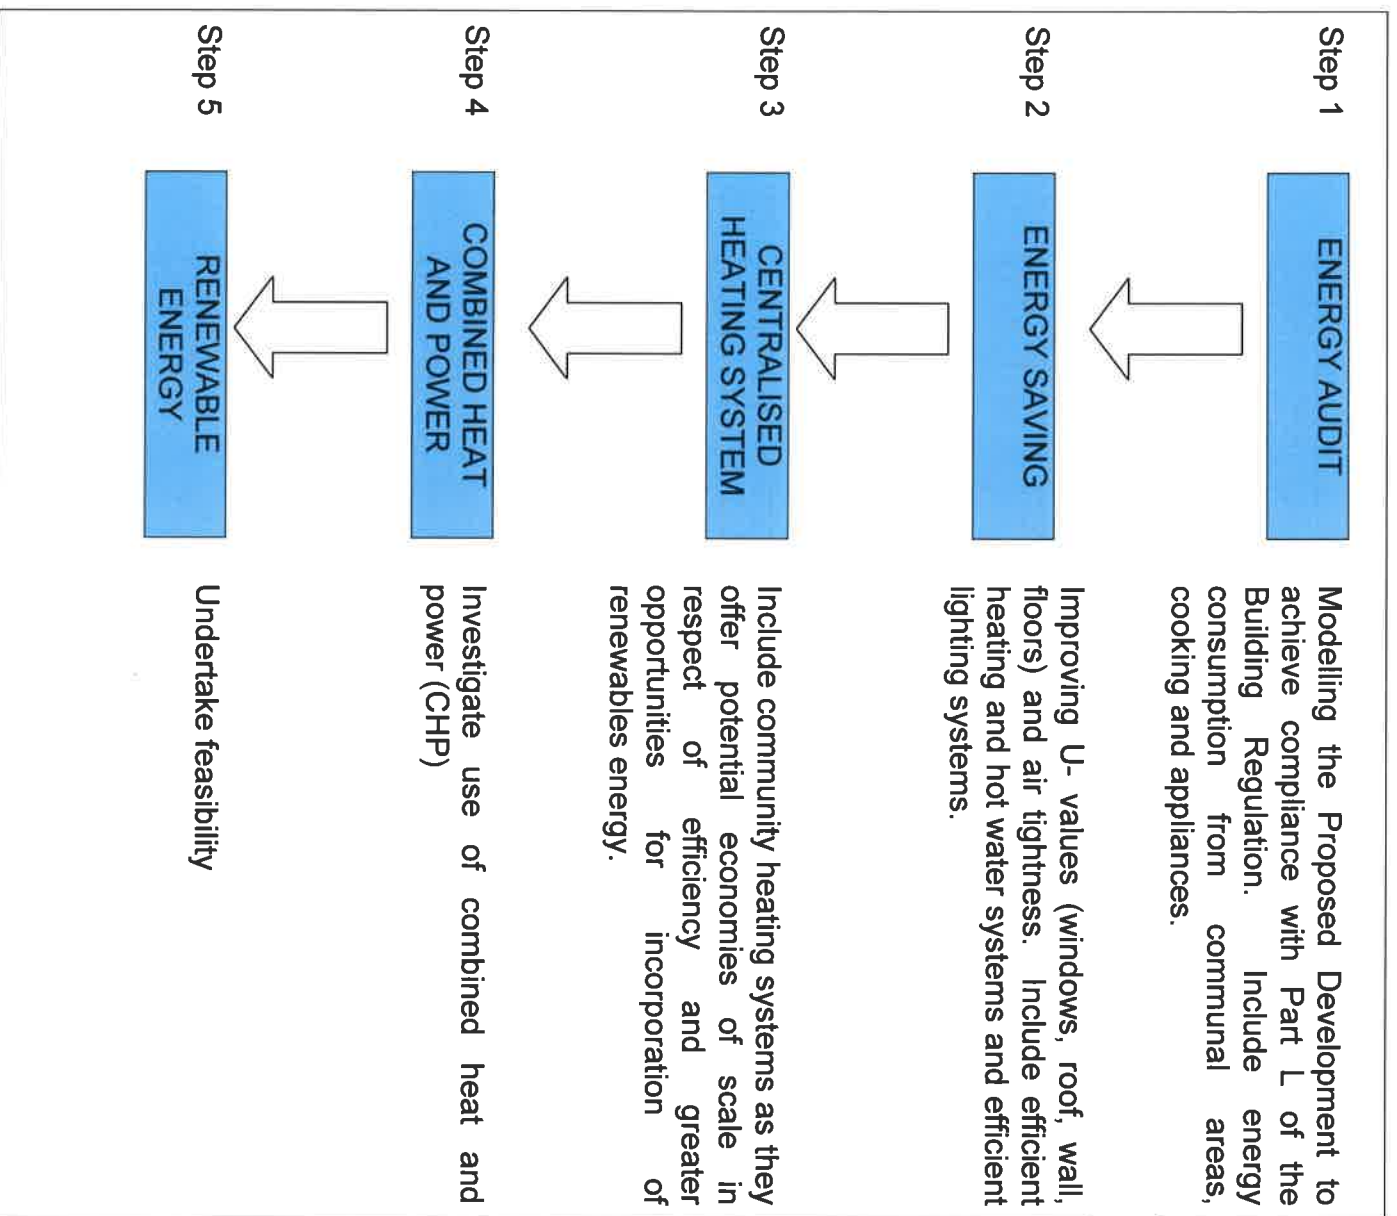 Step 1
ENERGY AUDIT
Modelling the Proposed Development to
achieve compliance with Part L of the
Building Regulation. Include energy
consumption from communal areas,
cooking and appliances.
Step 2
ENERGY SAVING
Improving U- values (windows, roof, wall,
floors) and air tightness. Include efficient
heating and hot water systems and efficient
lighting systems.
Step 3
CENTRALISED
HEATING SYSTEM
Include community heating systems as they
offer potential economies of scale in
respect of efficiency and greater
opportunities for incorporation of
renewables energy.
Step 4
COMBINED HEAT
AND POWER
Investigate use of combined heat and
power (CHP)
Step 5
RENEWABLE
ENERGY
Undertake feasibility